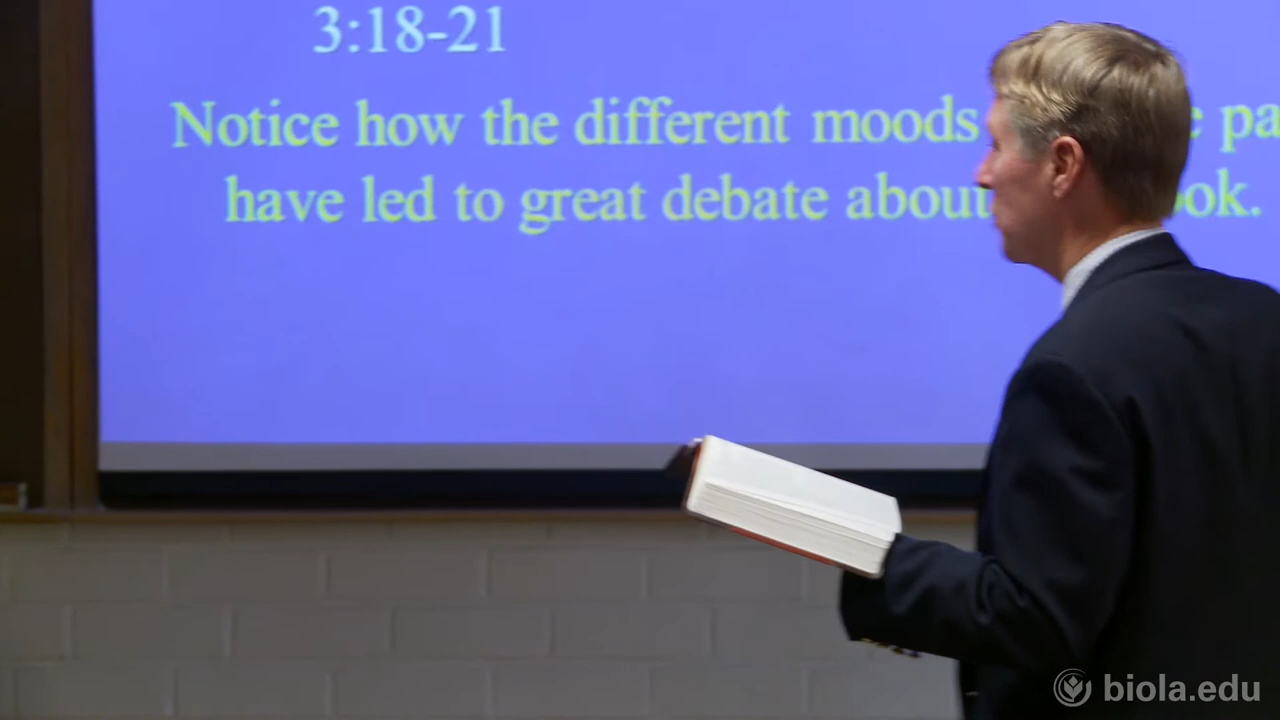 3:18-21
Notice how the different moods
have led to great debate about
biola.edu